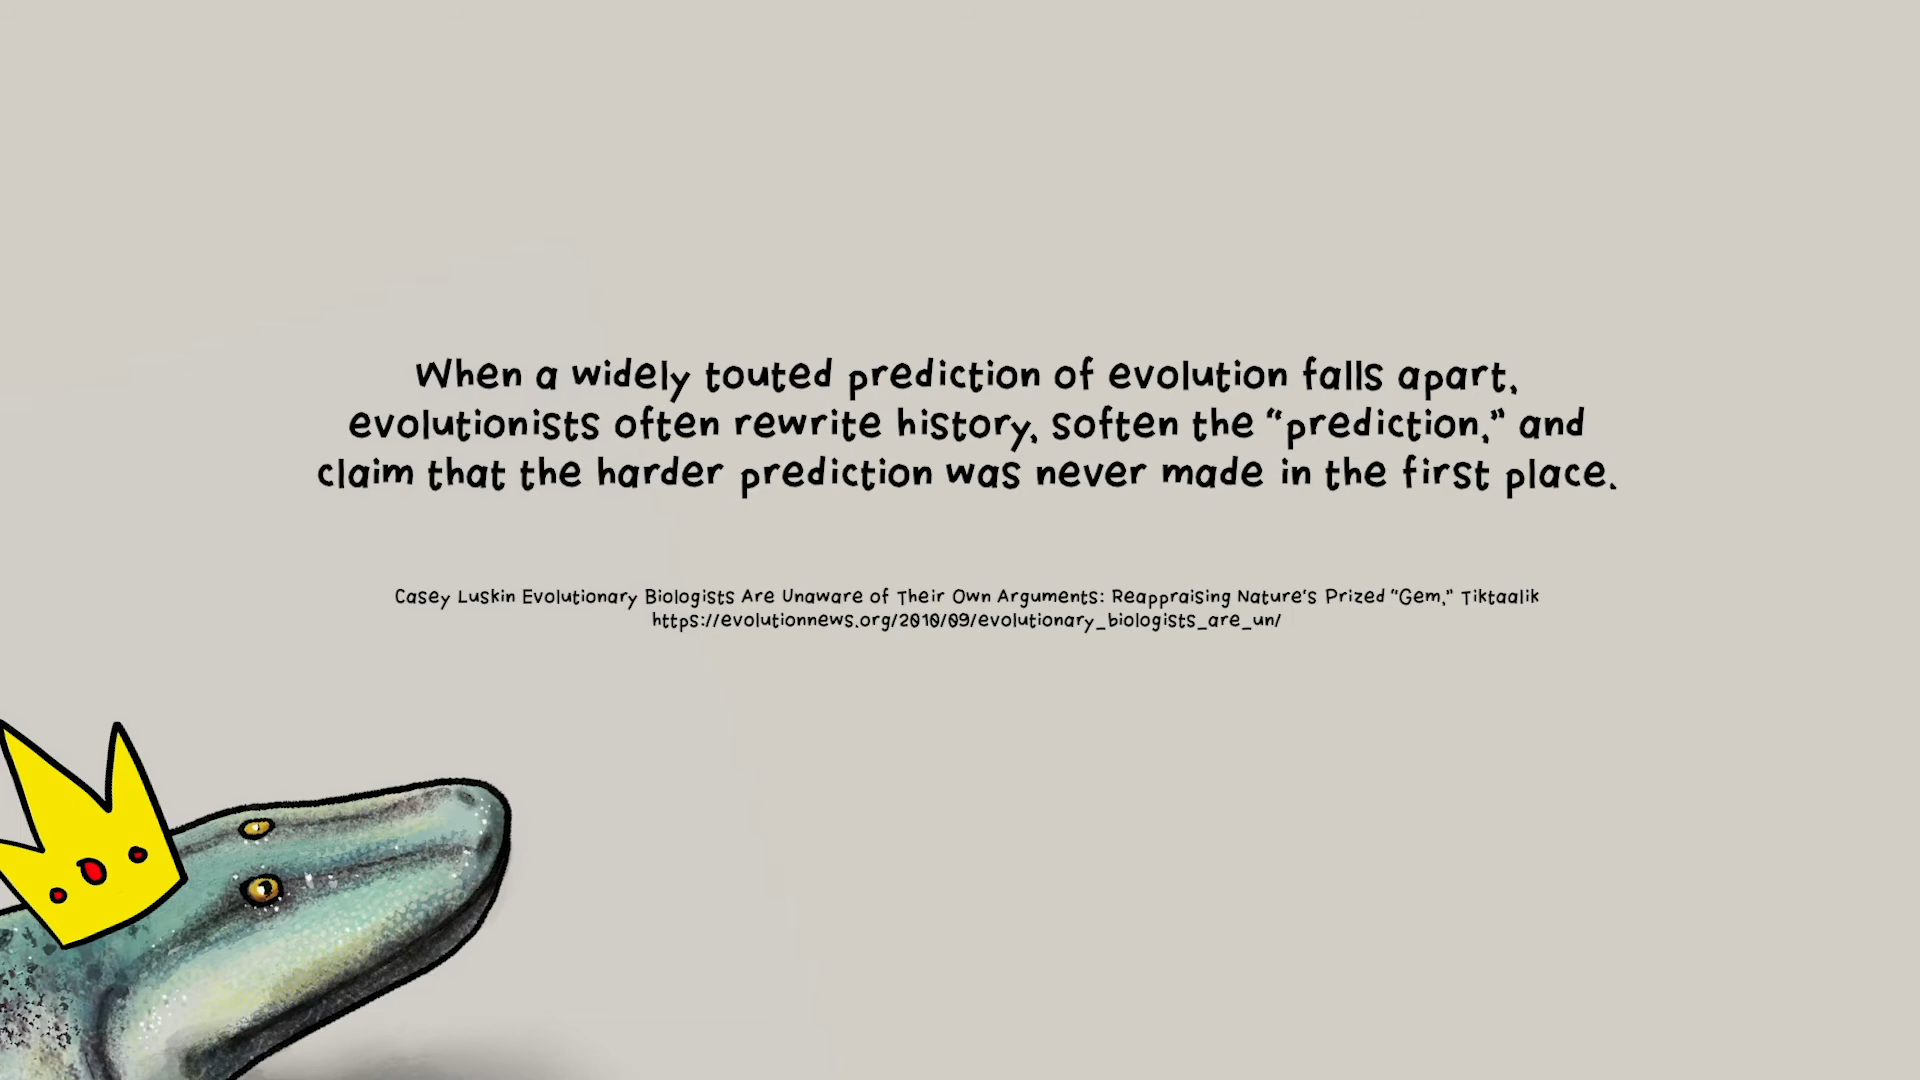 When a widely touted prediction of evolution falls apart,
evolutionists often rewrite history, soften the “prediction,” and
claim that the harder prediction was never made in the first place.
Casey Luskin Evolutionary Biologists Are Unaware of Their Own Arguments: Reappraising Nature's Prized “Gem,” Tiktaalik
https://evolutionnews.org/2010/09/evolutionary_biologists_are_un/